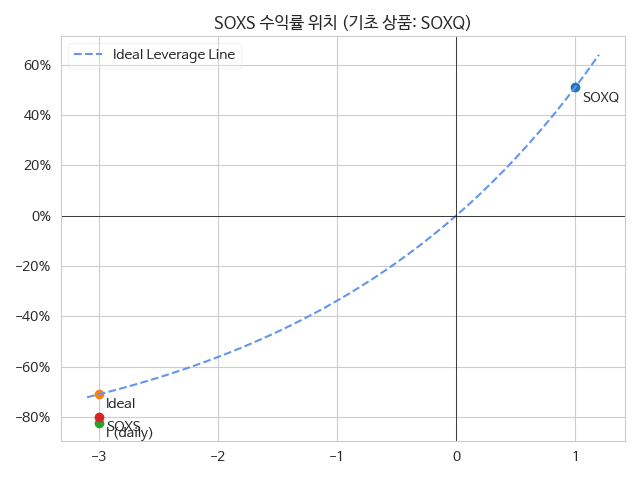 SOXS 수익률 위치 (기초 상품: SOXQ)
Ideal Leverage Line
60%
40%
20%
0%
−20%
−40%
−60%
−80%
SOXQ
Ideal
SOXS
(daily)
−3
−2
−1
0
1